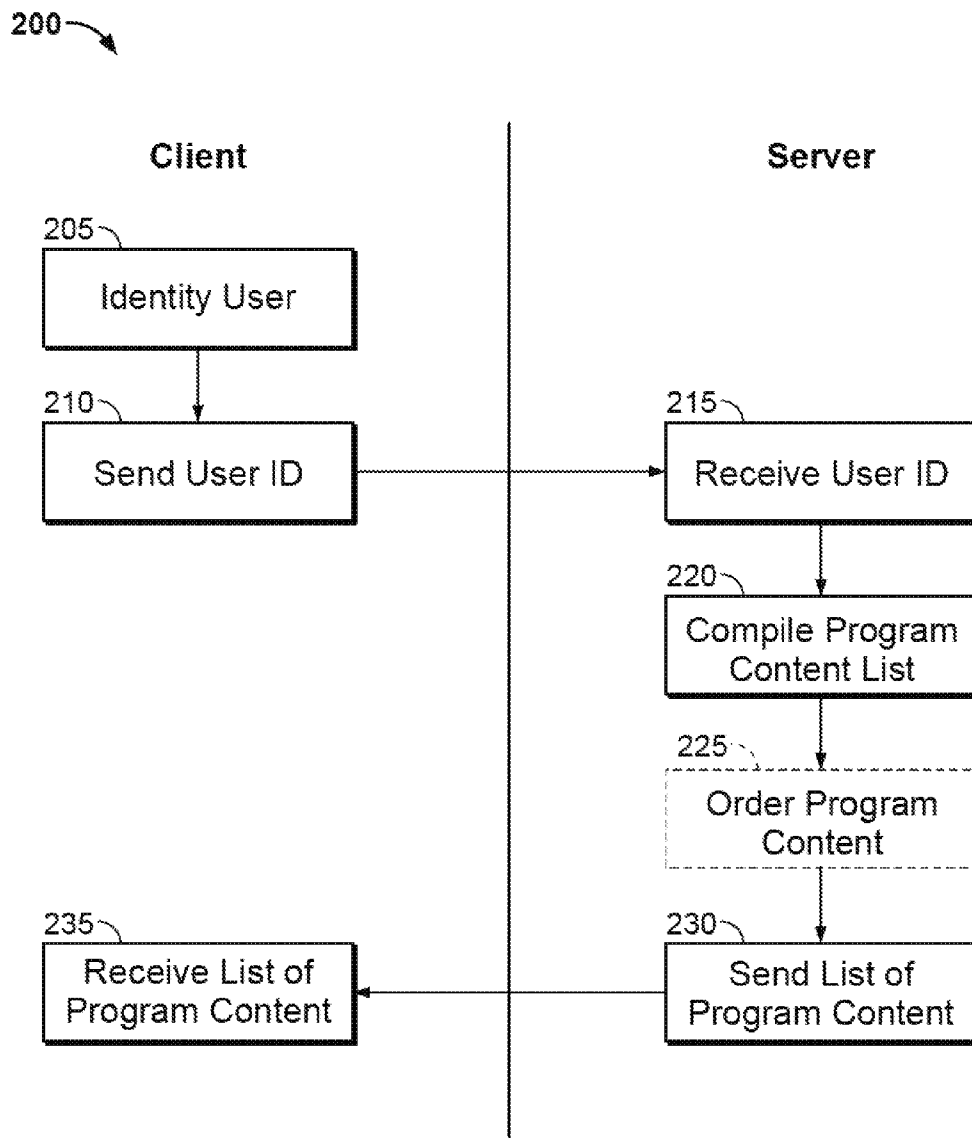 200
Client
Server
205
Identity User
210
Send User ID
215
Receive User ID
220
Compile Program
Content List
225
Order Program
Content
230
Send List of
Program Content
235
Receive List of
Program Content